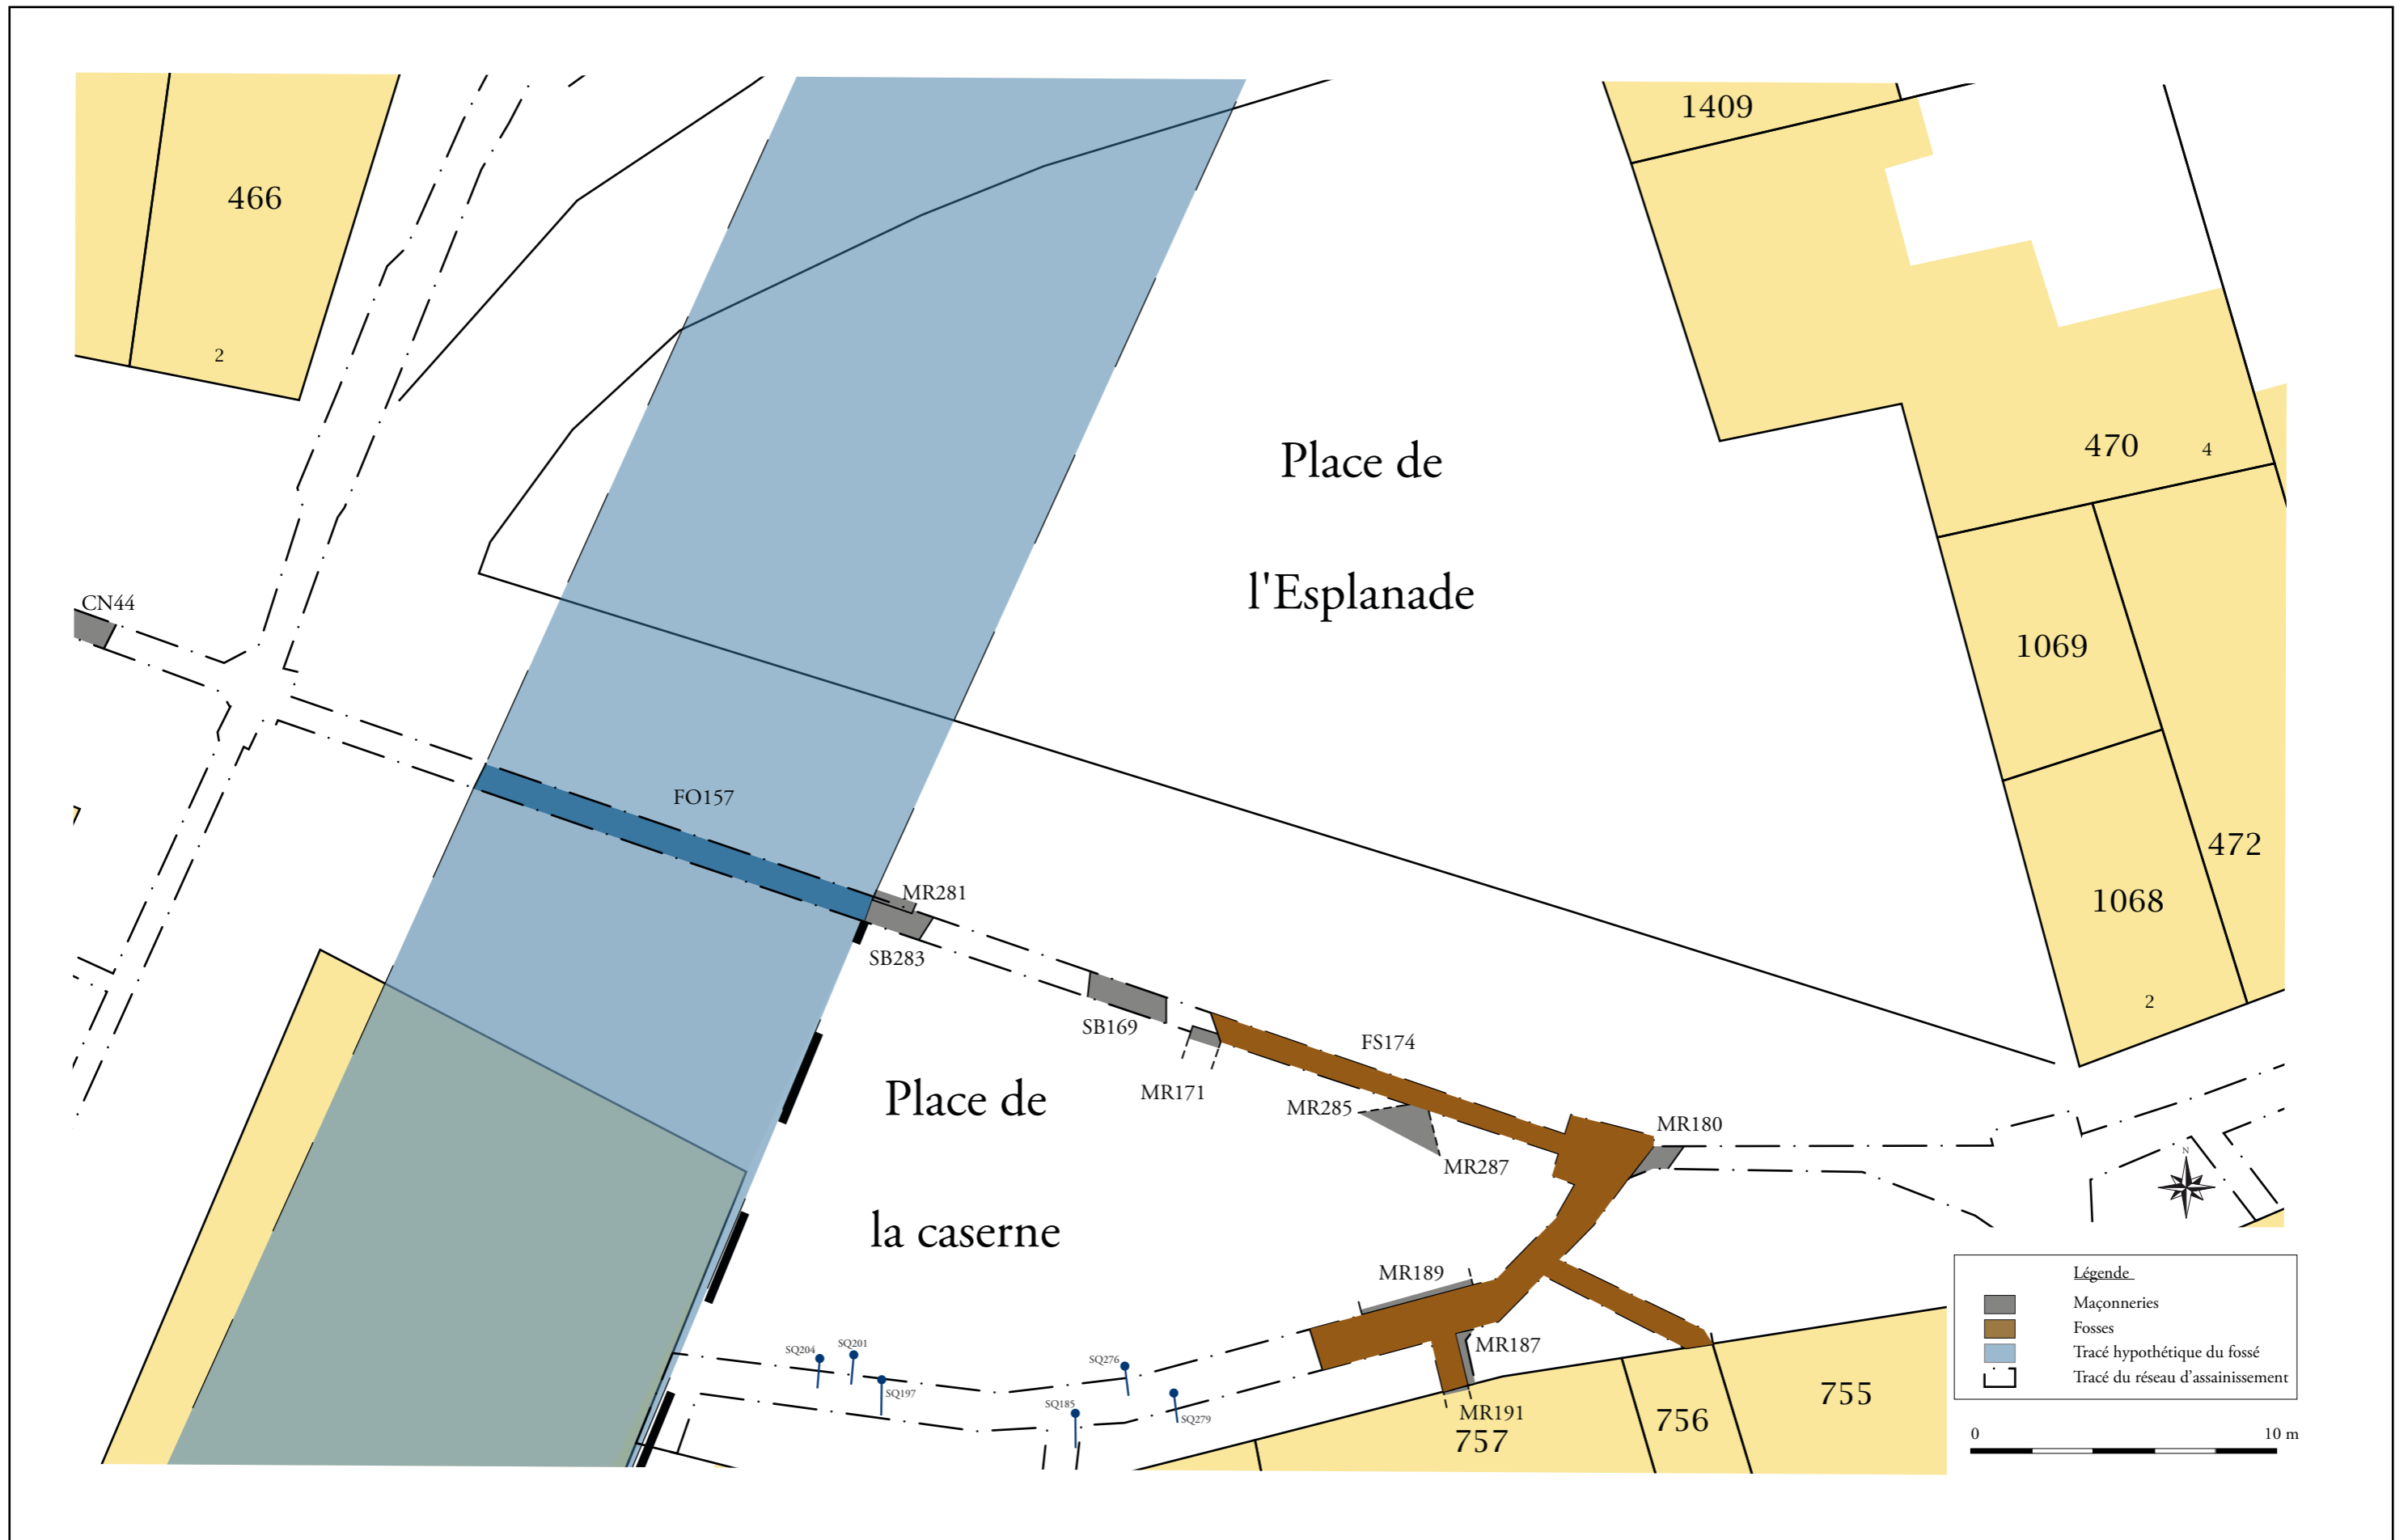 1409
466
2
Place de
l'Esplanade
470
4
CN44
1069
FO157
472
MR281
1068
SB283
2
SB169
FS174
MR171
Place de
la caserne
MR285
MR180
MR287
N
MR189
MR187
SQ204
SQ201
SQ197
SQ276
SQ185
SQ279
MR191
757
756
755
Légende
Maçonneries
Fosses
Tracé hypothétique du fossé
Tracé du réseau d'assainissement
0 10 m